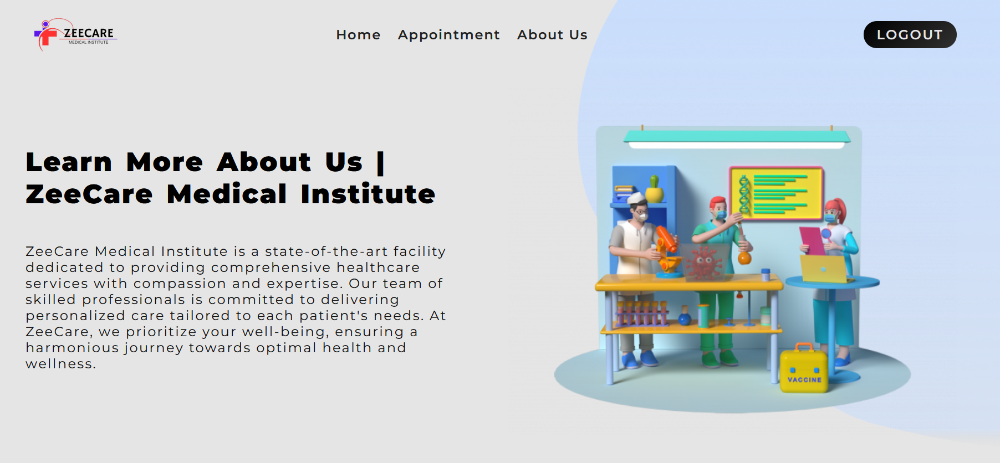 ZEECARE
MEDICAL INSTITUTE
Home Appointment About Us
LOGOUT
Learn More About Us |
ZeeCare Medical Institute
ZeeCare Medical Institute is a state-of-the-art facility
dedicated to providing comprehensive healthcare
services with compassion and expertise. Our team of
skilled professionals is committed to delivering
personalized care tailored to each patient's needs. At
ZeeCare, we prioritize your well-being, ensuring a
harmonious journey towards optimal health and
wellness.
VACCINE